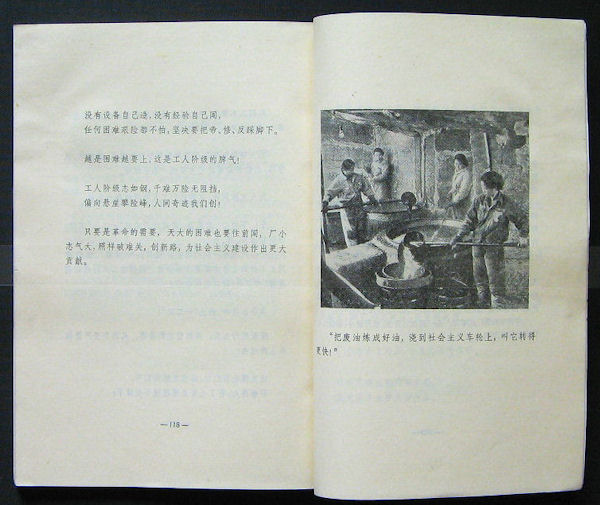 没有设备自己造，没有经验自己闯，
任何困难艰险都不怕，坚决要把帝、修、反踩脚下。
越是困难越要上，这是工人阶级的脾气！
工人阶级志如钢，千难万险无阻挡，
偏向悬崖攀险峰，人间奇迹我们创！
只要是革命的需要，天大的困难也要往前闯，厂小
志气大，照样破难关，创新路，为社会主义建设作出更大
贡献。
—118—
“把废油炼成好油，浇到社会主义车轮上，叫它转得
更快！”